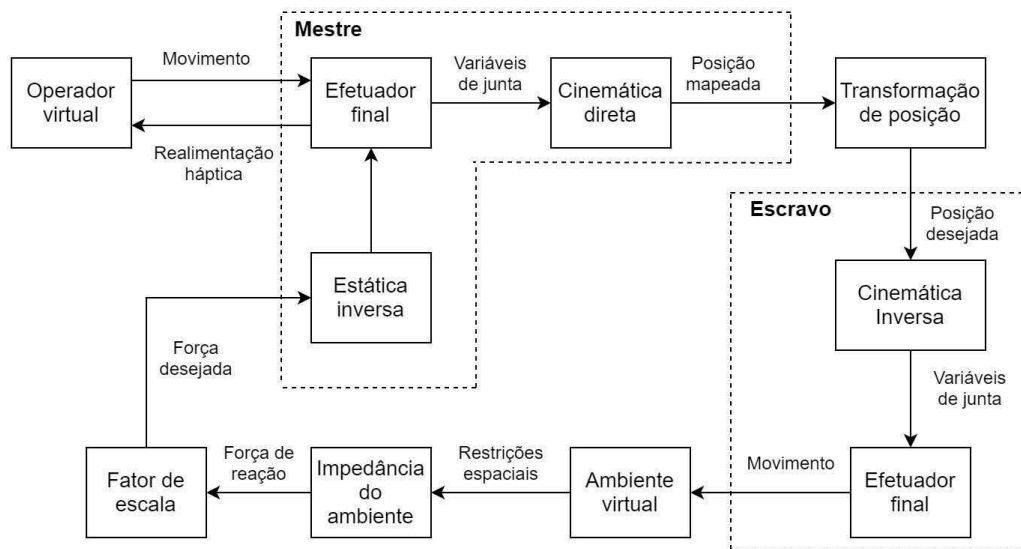 Mestre
Movimento
Operador
virtual
Efetuador
final
Variáveis
de junta
Cinemática
direta
Posição
mapeada
Transformação
de posição
Realimentação
háptica
Escravo
Posição
desejada
Estática
inversa
Cinemática
Inversa
Força
desejada
Variáveis
de junta
Fator de
escala
Força de
reação
Impedância
do
ambiente
Restrições
espaciais
Ambiente
virtual
Movimento
Efetuador
final